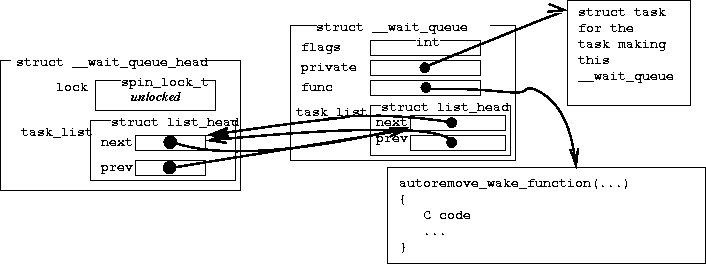 struct __wait_queue_head
lock
spin_lock_t
unlocked
task_list
struct list_head
next
prev
struct __wait_queue
flags
int
private
func
task_list
struct list_head
next
prev
struct task
for the
task making
this
__wait_queue
autoremove_wake_function(...)
{
C code
...
}